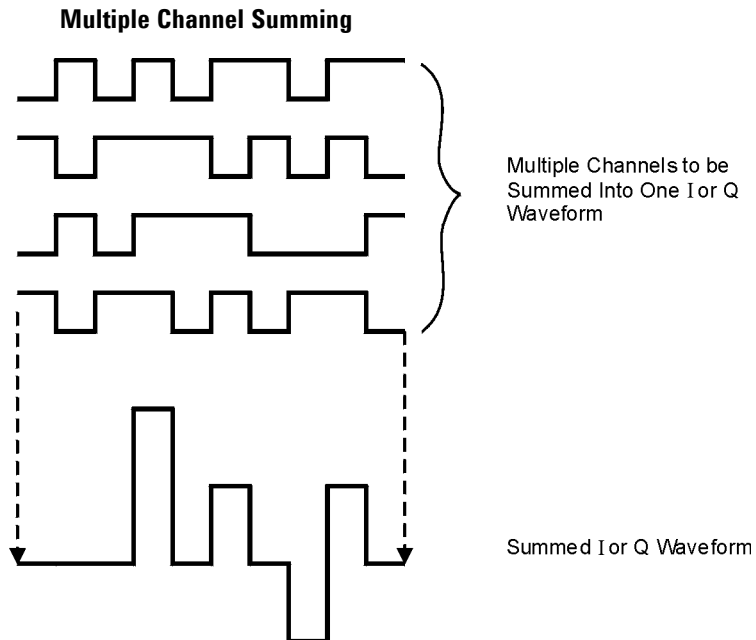 Multiple Channel Summing
Multiple Channels to be
Summed Into One I or Q
Waveform
Summed I or Q Waveform